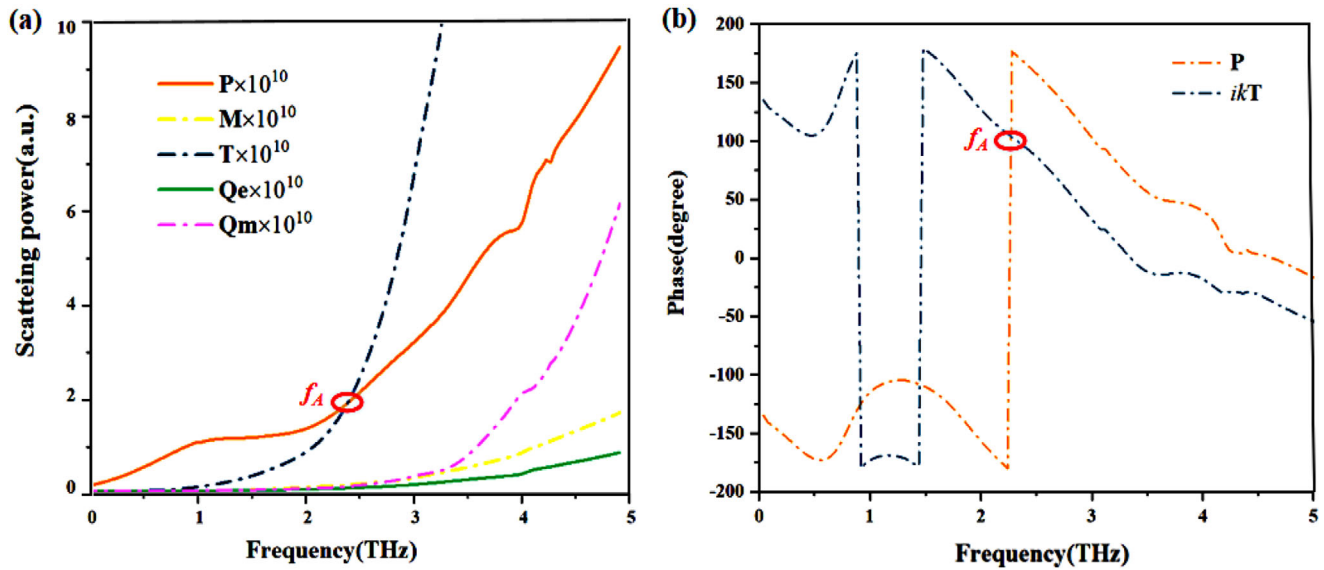 (a)
10
8
6
4
2
0
Scatteing power(a.u.)
P×10¹⁰
M×10¹⁰
T×10¹⁰
Qe×10¹⁰
Qm×10¹⁰
f_A
0 1 2 3 4 5
Frequency(THz)
(b)
200
150
100
50
0
-50
-100
-150
-200
Phase(degree)
P
ikT
f_A
0 1 2 3 4 5
Frequency(THz)